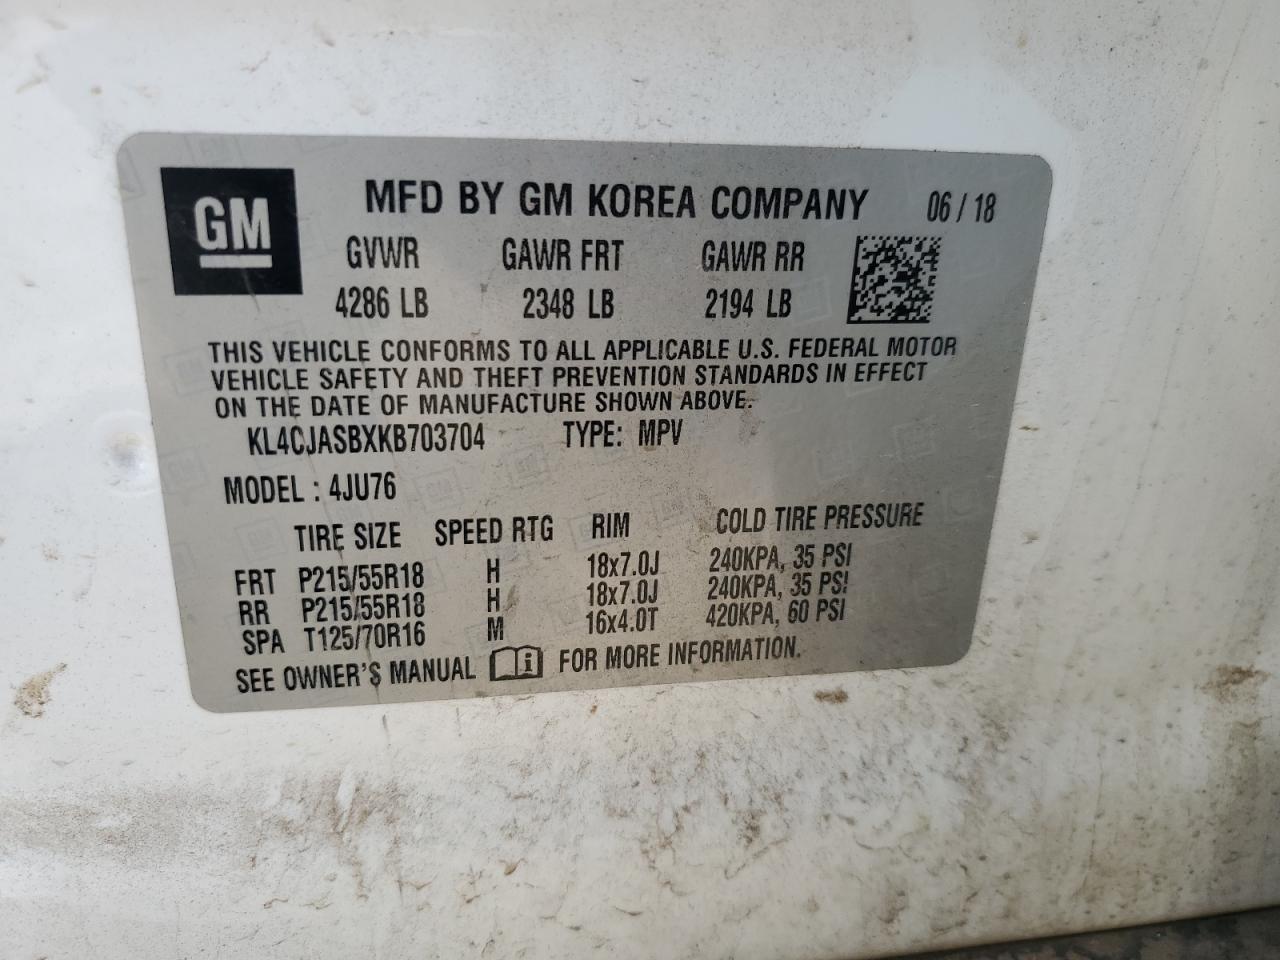 GM
MFD BY GM KOREA COMPANY 06 / 18
GVWR GAWR FRT GAWR RR
4286 LB 2348 LB 2194 LB
THIS VEHICLE CONFORMS TO ALL APPLICABLE U.S. FEDERAL MOTOR
VEHICLE SAFETY AND THEFT PREVENTION STANDARDS IN EFFECT
ON THE DATE OF MANUFACTURE SHOWN ABOVE.
KL4CJASBXKB703704 TYPE: MPV
MODEL : 4JU76
TIRE SIZE SPEED RTG RIM COLD TIRE PRESSURE
FRT P215/55R18 H 18x7.0J 240KPA, 35 PSI
RR P215/55R18 H 18x7.0J 240KPA, 35 PSI
SPA T125/70R16 M 16x4.0T 420KPA, 60 PSI
SEE OWNER'S MANUAL i FOR MORE INFORMATION.